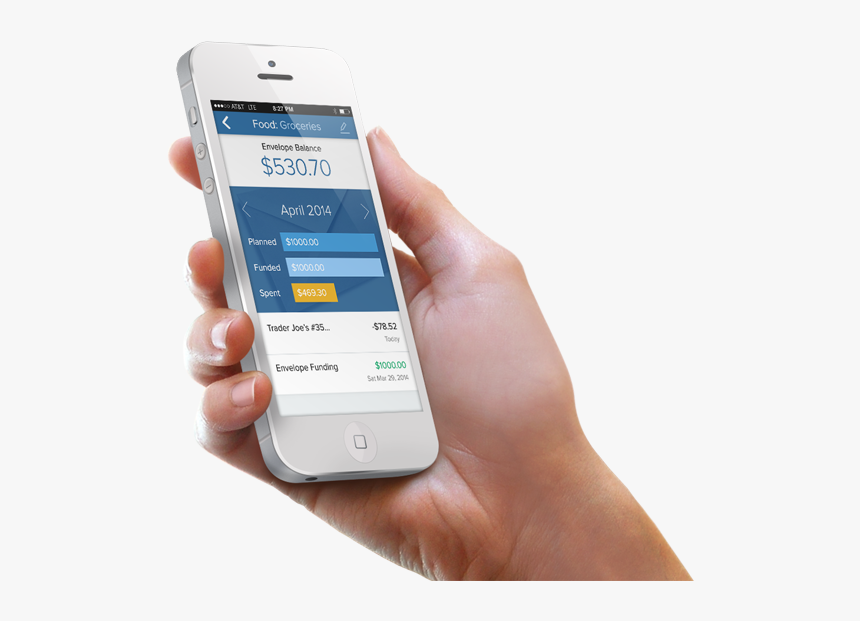 AT&T LTE 8:27 PM
Food: Groceries
Envelope Balance
$530.70
April 2014
Planned $1000.00
Funded $1000.00
Spent $469.30
Trader Joe's #35... -$78.52
Today
Envelope Funding $1000.00
Sat Mar 29, 2014